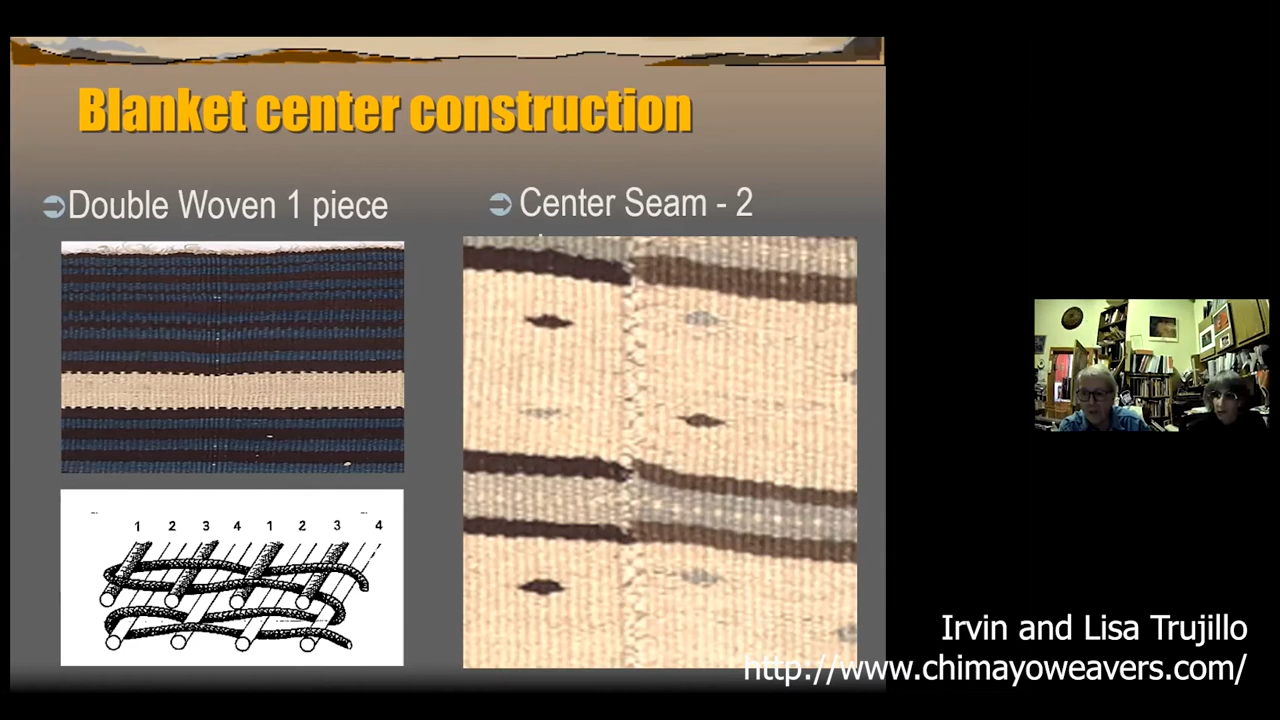 Blanket center construction
Double Woven 1 piece
Center Seam - 2
1 2 3 4 1 2 3 4
Irvin and Lisa Trujillo
http://www.chimayoweavers.com/